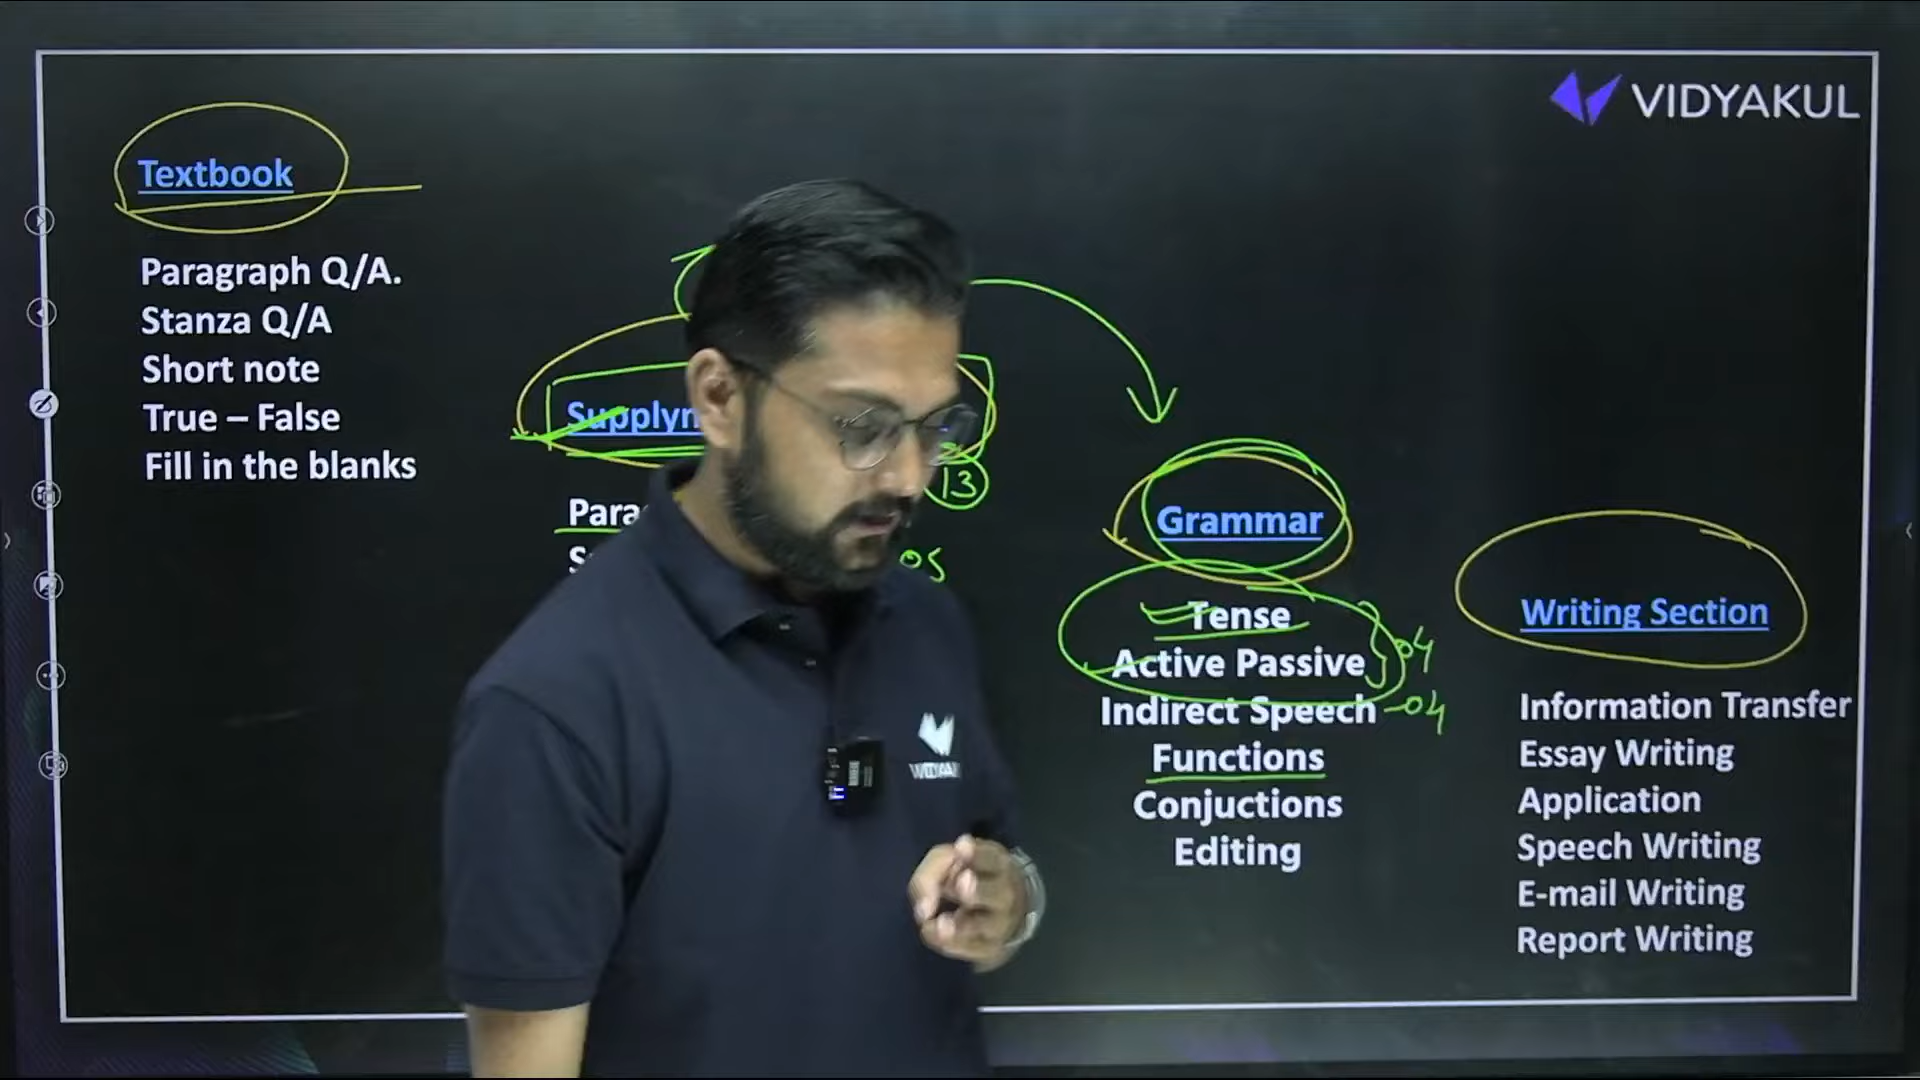 VIDYAKUL
Textbook
Paragraph Q/A.
Stanza Q/A
Short note
True – False
Fill in the blanks
13
05
Grammar
Tense
Active Passive
04
Indirect Speech
-04
Functions
Conjuctions
Editing
Writing Section
Information Transfer
Essay Writing
Application
Speech Writing
E-mail Writing
Report Writing